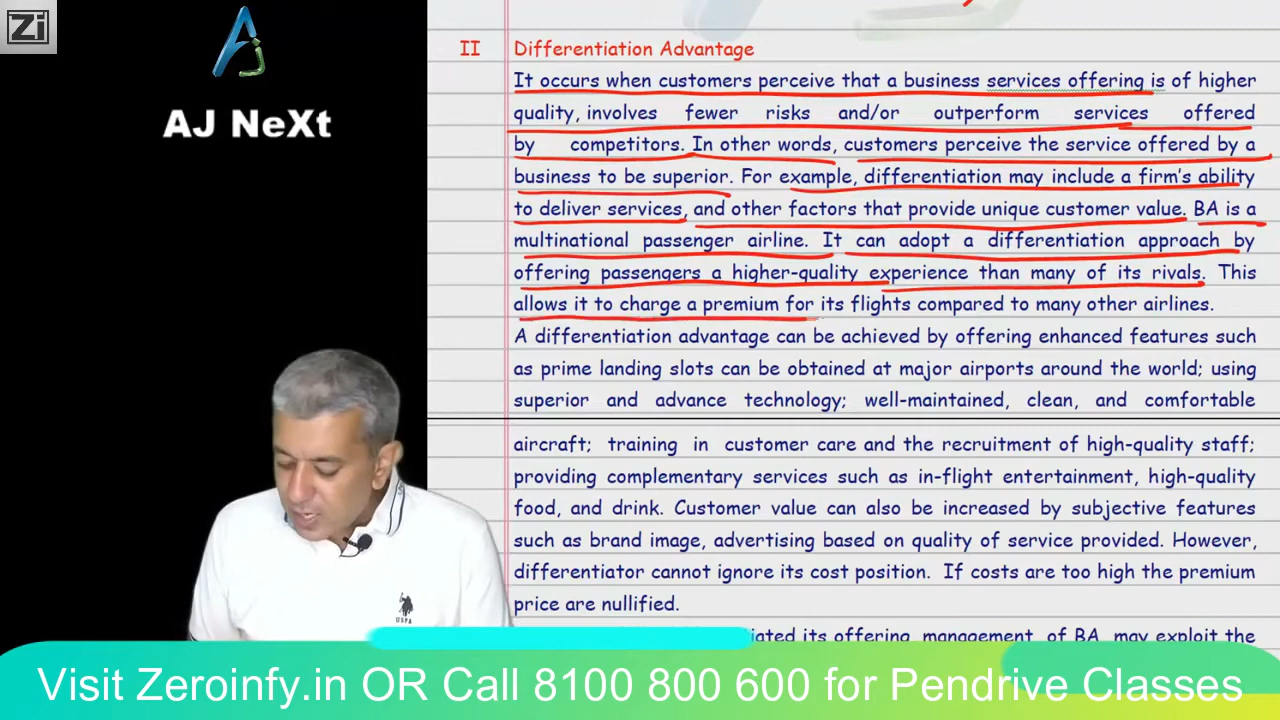 Zi
AJ NeXt
II Differentiation Advantage
It occurs when customers perceive that a business services offering is of higher
quality, involves fewer risks and/or outperform services offered
by competitors. In other words, customers perceive the service offered by a
business to be superior. For example, differentiation may include a firm's ability
to deliver services, and other factors that provide unique customer value. BA is a
multinational passenger airline. It can adopt a differentiation approach by
offering passengers a higher-quality experience than many of its rivals. This
allows it to charge a premium for its flights compared to many other airlines.
A differentiation advantage can be achieved by offering enhanced features such
as prime landing slots can be obtained at major airports around the world; using
superior and advance technology; well-maintained, clean, and comfortable
aircraft; training in customer care and the recruitment of high-quality staff;
providing complementary services such as in-flight entertainment, high-quality
food, and drink. Customer value can also be increased by subjective features
such as brand image, advertising based on quality of service provided. However,
differentiator cannot ignore its cost position. If costs are too high the premium
price are nullified.
its offering, management of BA may exploit the
USPA
Visit Zeroinfy.in OR Call 8100 800 600 for Pendrive Classes